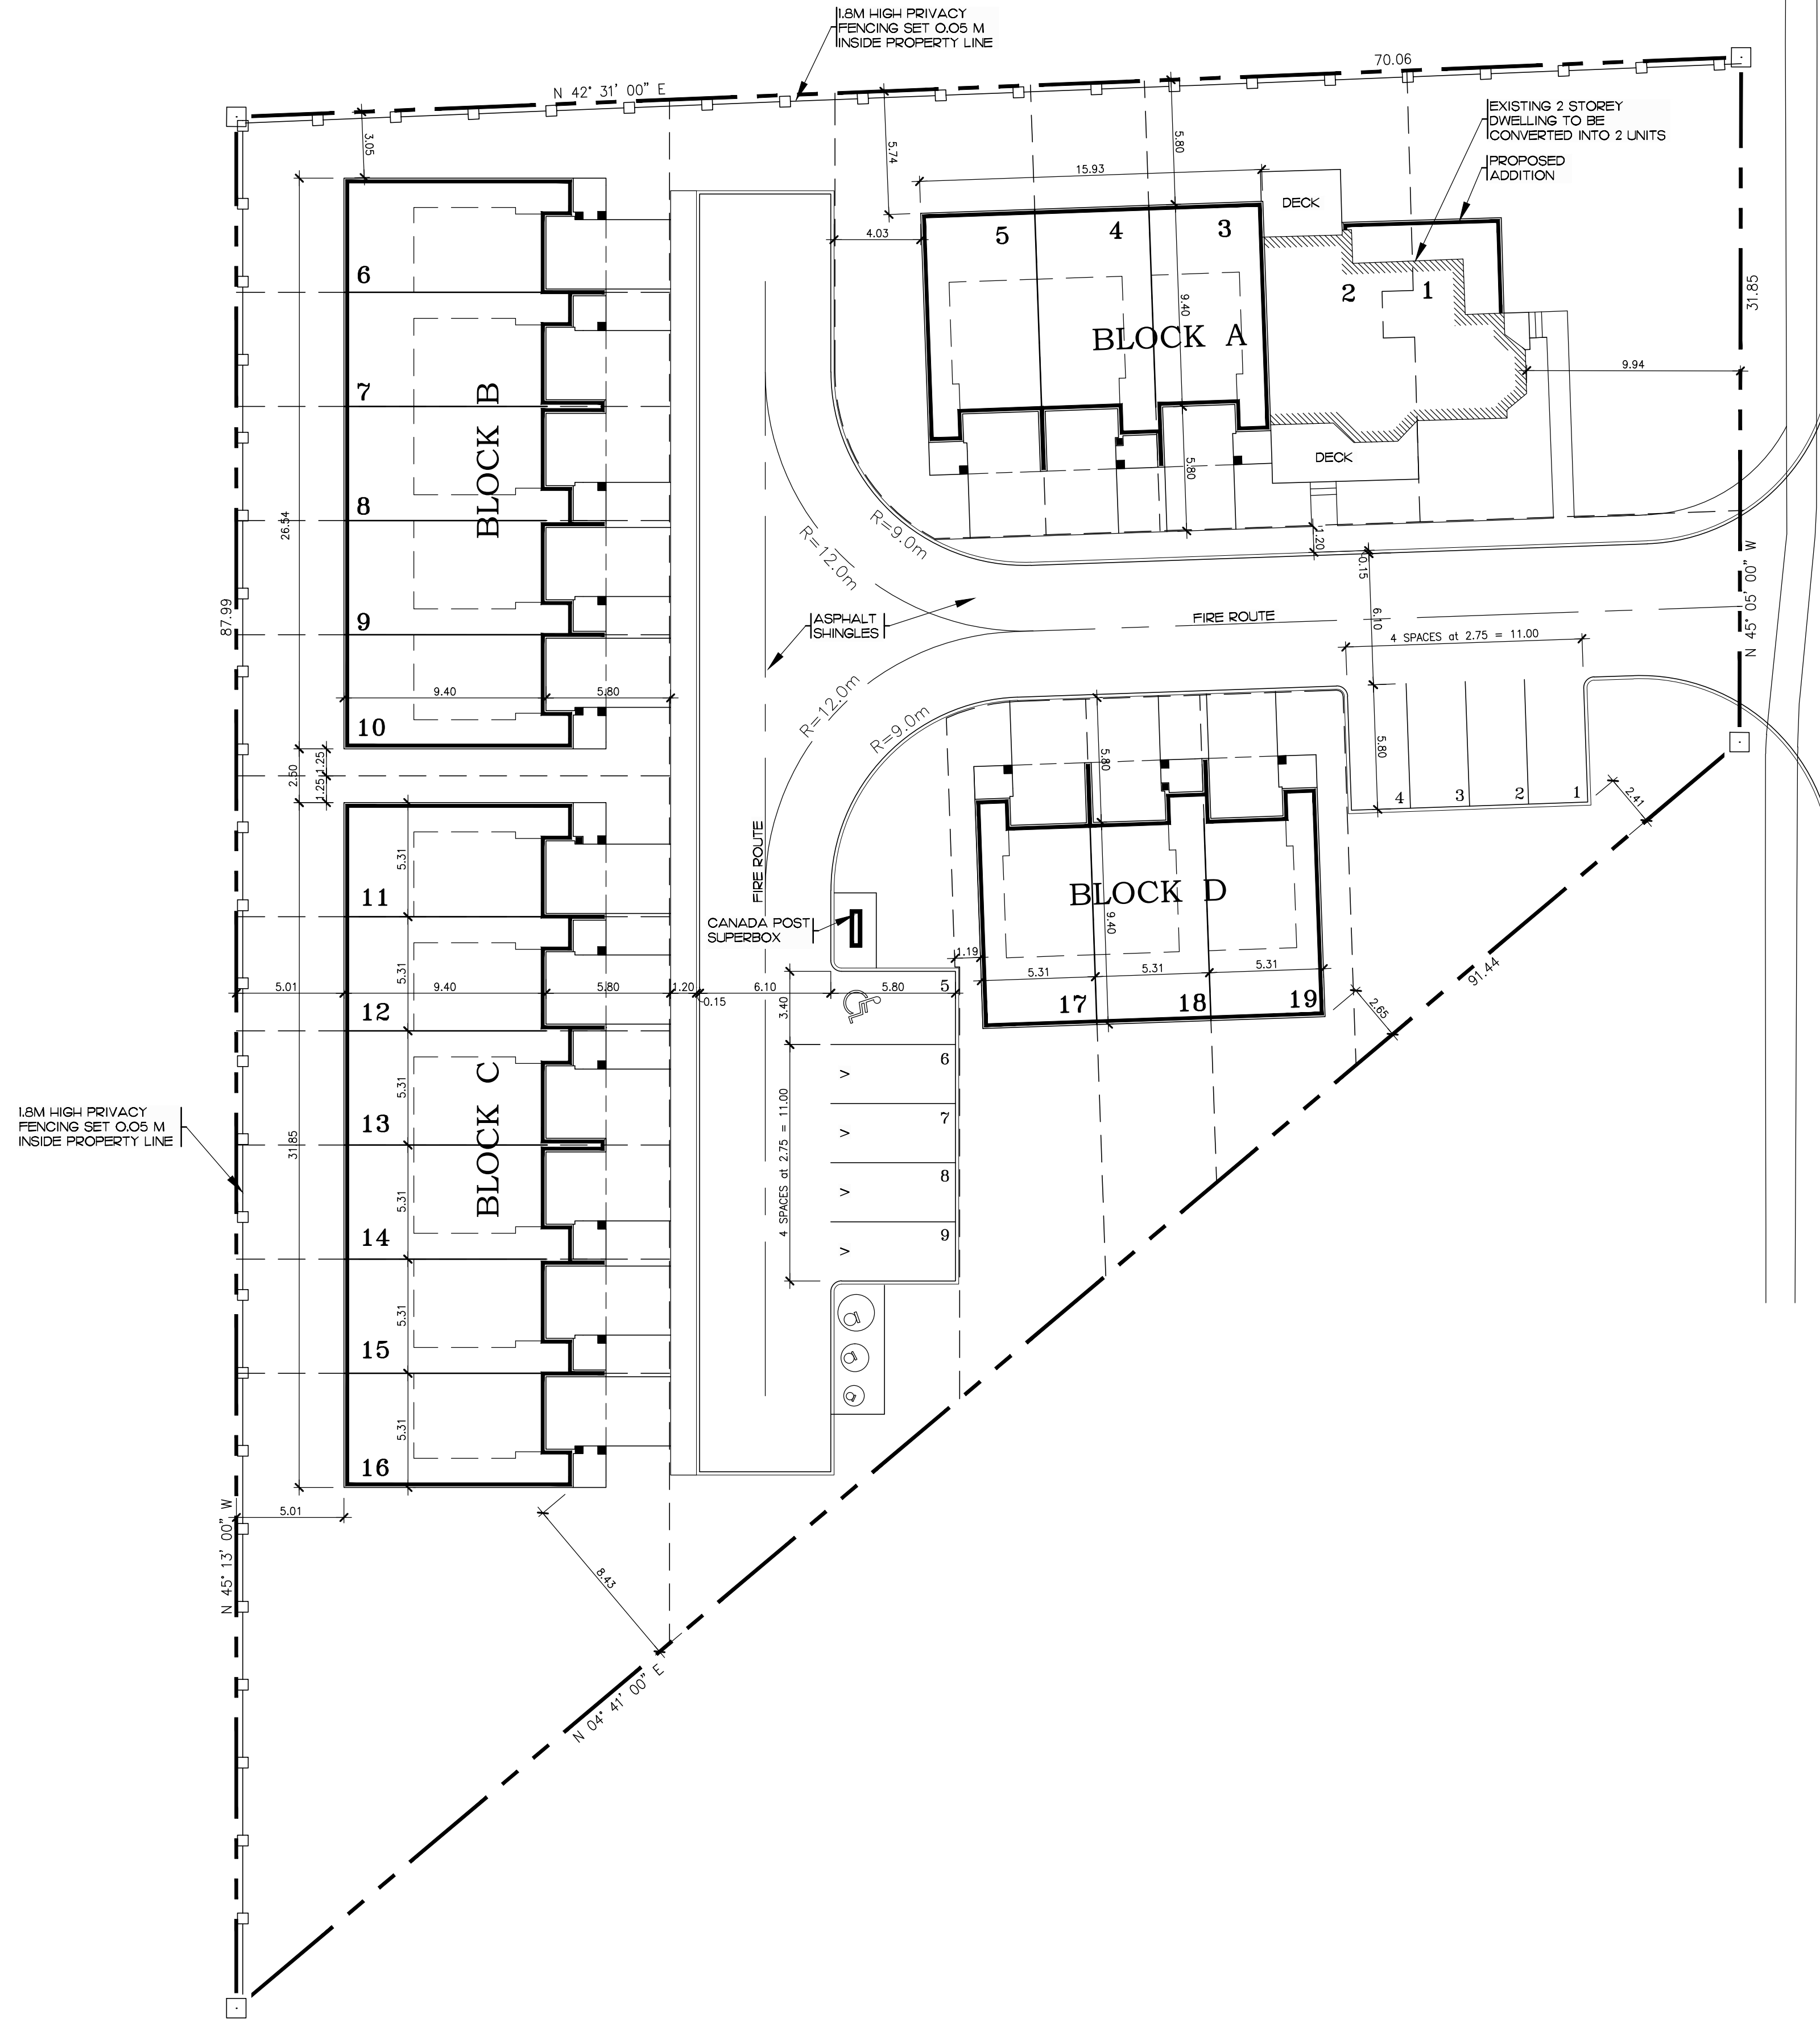 1.8M HIGH PRIVACY
FENCING SET 0.05 M
INSIDE PROPERTY LINE
70.06
N 42° 31' 00" E
EXISTING 2 STOREY
DWELLING TO BE
CONVERTED INTO 2 UNITS
PROPOSED
ADDITION
3.05
5.74
5.80
15.93
DECK
4.03
5
4
3
2
1
9.40
BLOCK A
31.85
9.94
DECK
5.80
1.20
0.15
6.10
R=9.0m
R=12.0m
N 45° 05' 00" W
FIRE ROUTE
4 SPACES at 2.75 = 11.00
ASPHALT
SHINGLES
6
7
8
9
10
BLOCK B
26.54
87.99
9.40
5.80
2.50
1.25
1.25
R=12.0m
R=9.0m
5.80
5.80
4
3
2
1
2.41
FIRE ROUTE
BLOCK D
9.40
CANADA POST
SUPERBOX
1.19
5.31
5.31
5.31
17
18
19
2.65
91.44
11
12
13
14
15
16
BLOCK C
5.31
5.31
5.31
5.31
5.31
5.31
5.01
9.40
5.80
1.20
0.15
6.10
5.80
5
3.40
6
7
8
9
4 SPACES at 2.75 = 11.00
1.8M HIGH PRIVACY
FENCING SET 0.05 M
INSIDE PROPERTY LINE
31.85
5.01
N 45° 13' 00" W
8.43
N 04° 41' 00" E